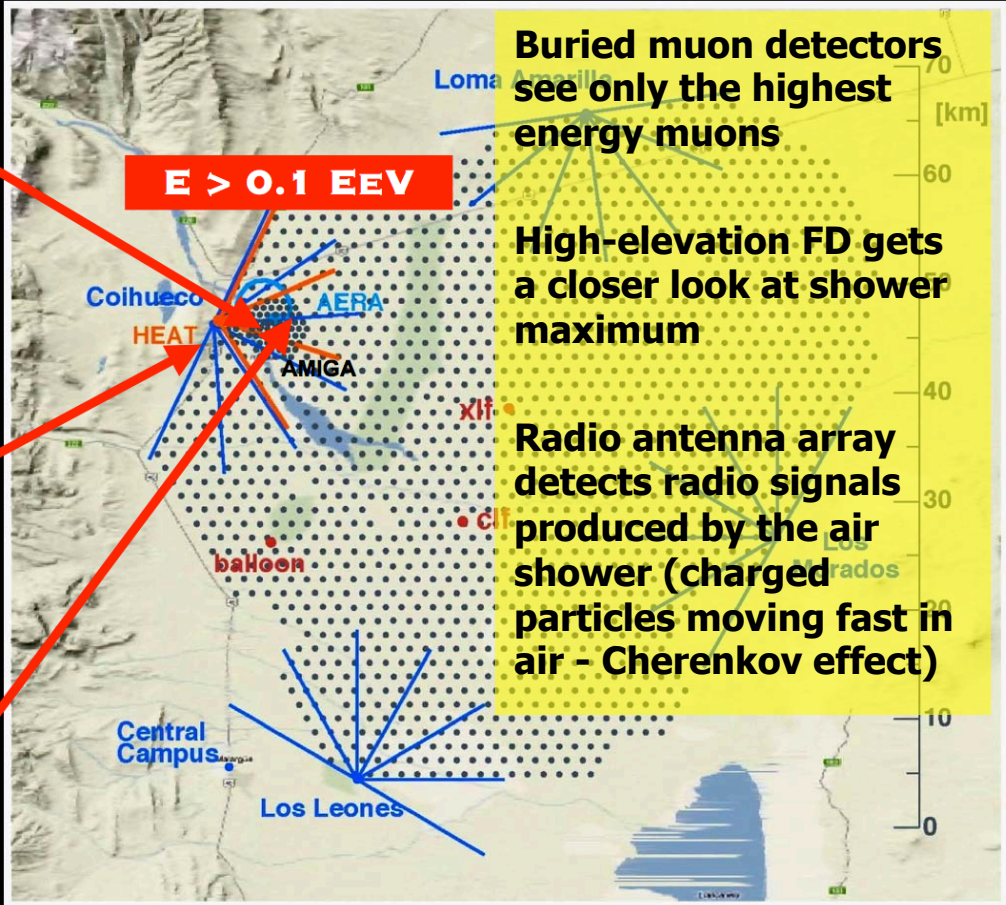 Buried muon detectors
see only the highest
energy muons
High-elevation FD gets
a closer look at shower
maximum
Radio antenna array
detects radio signals
produced by the air
shower (charged
particles moving fast in
air - Cherenkov effect)
E > 0.1 EeV
Loma Amarilla
70
[km]
60
50
40
30
20
10
0
Coihueco
HEAT
AERA
AMIGA
xlf
clf
balloon
Los
Morados
Central
Campus
Malargüe
Los Leones